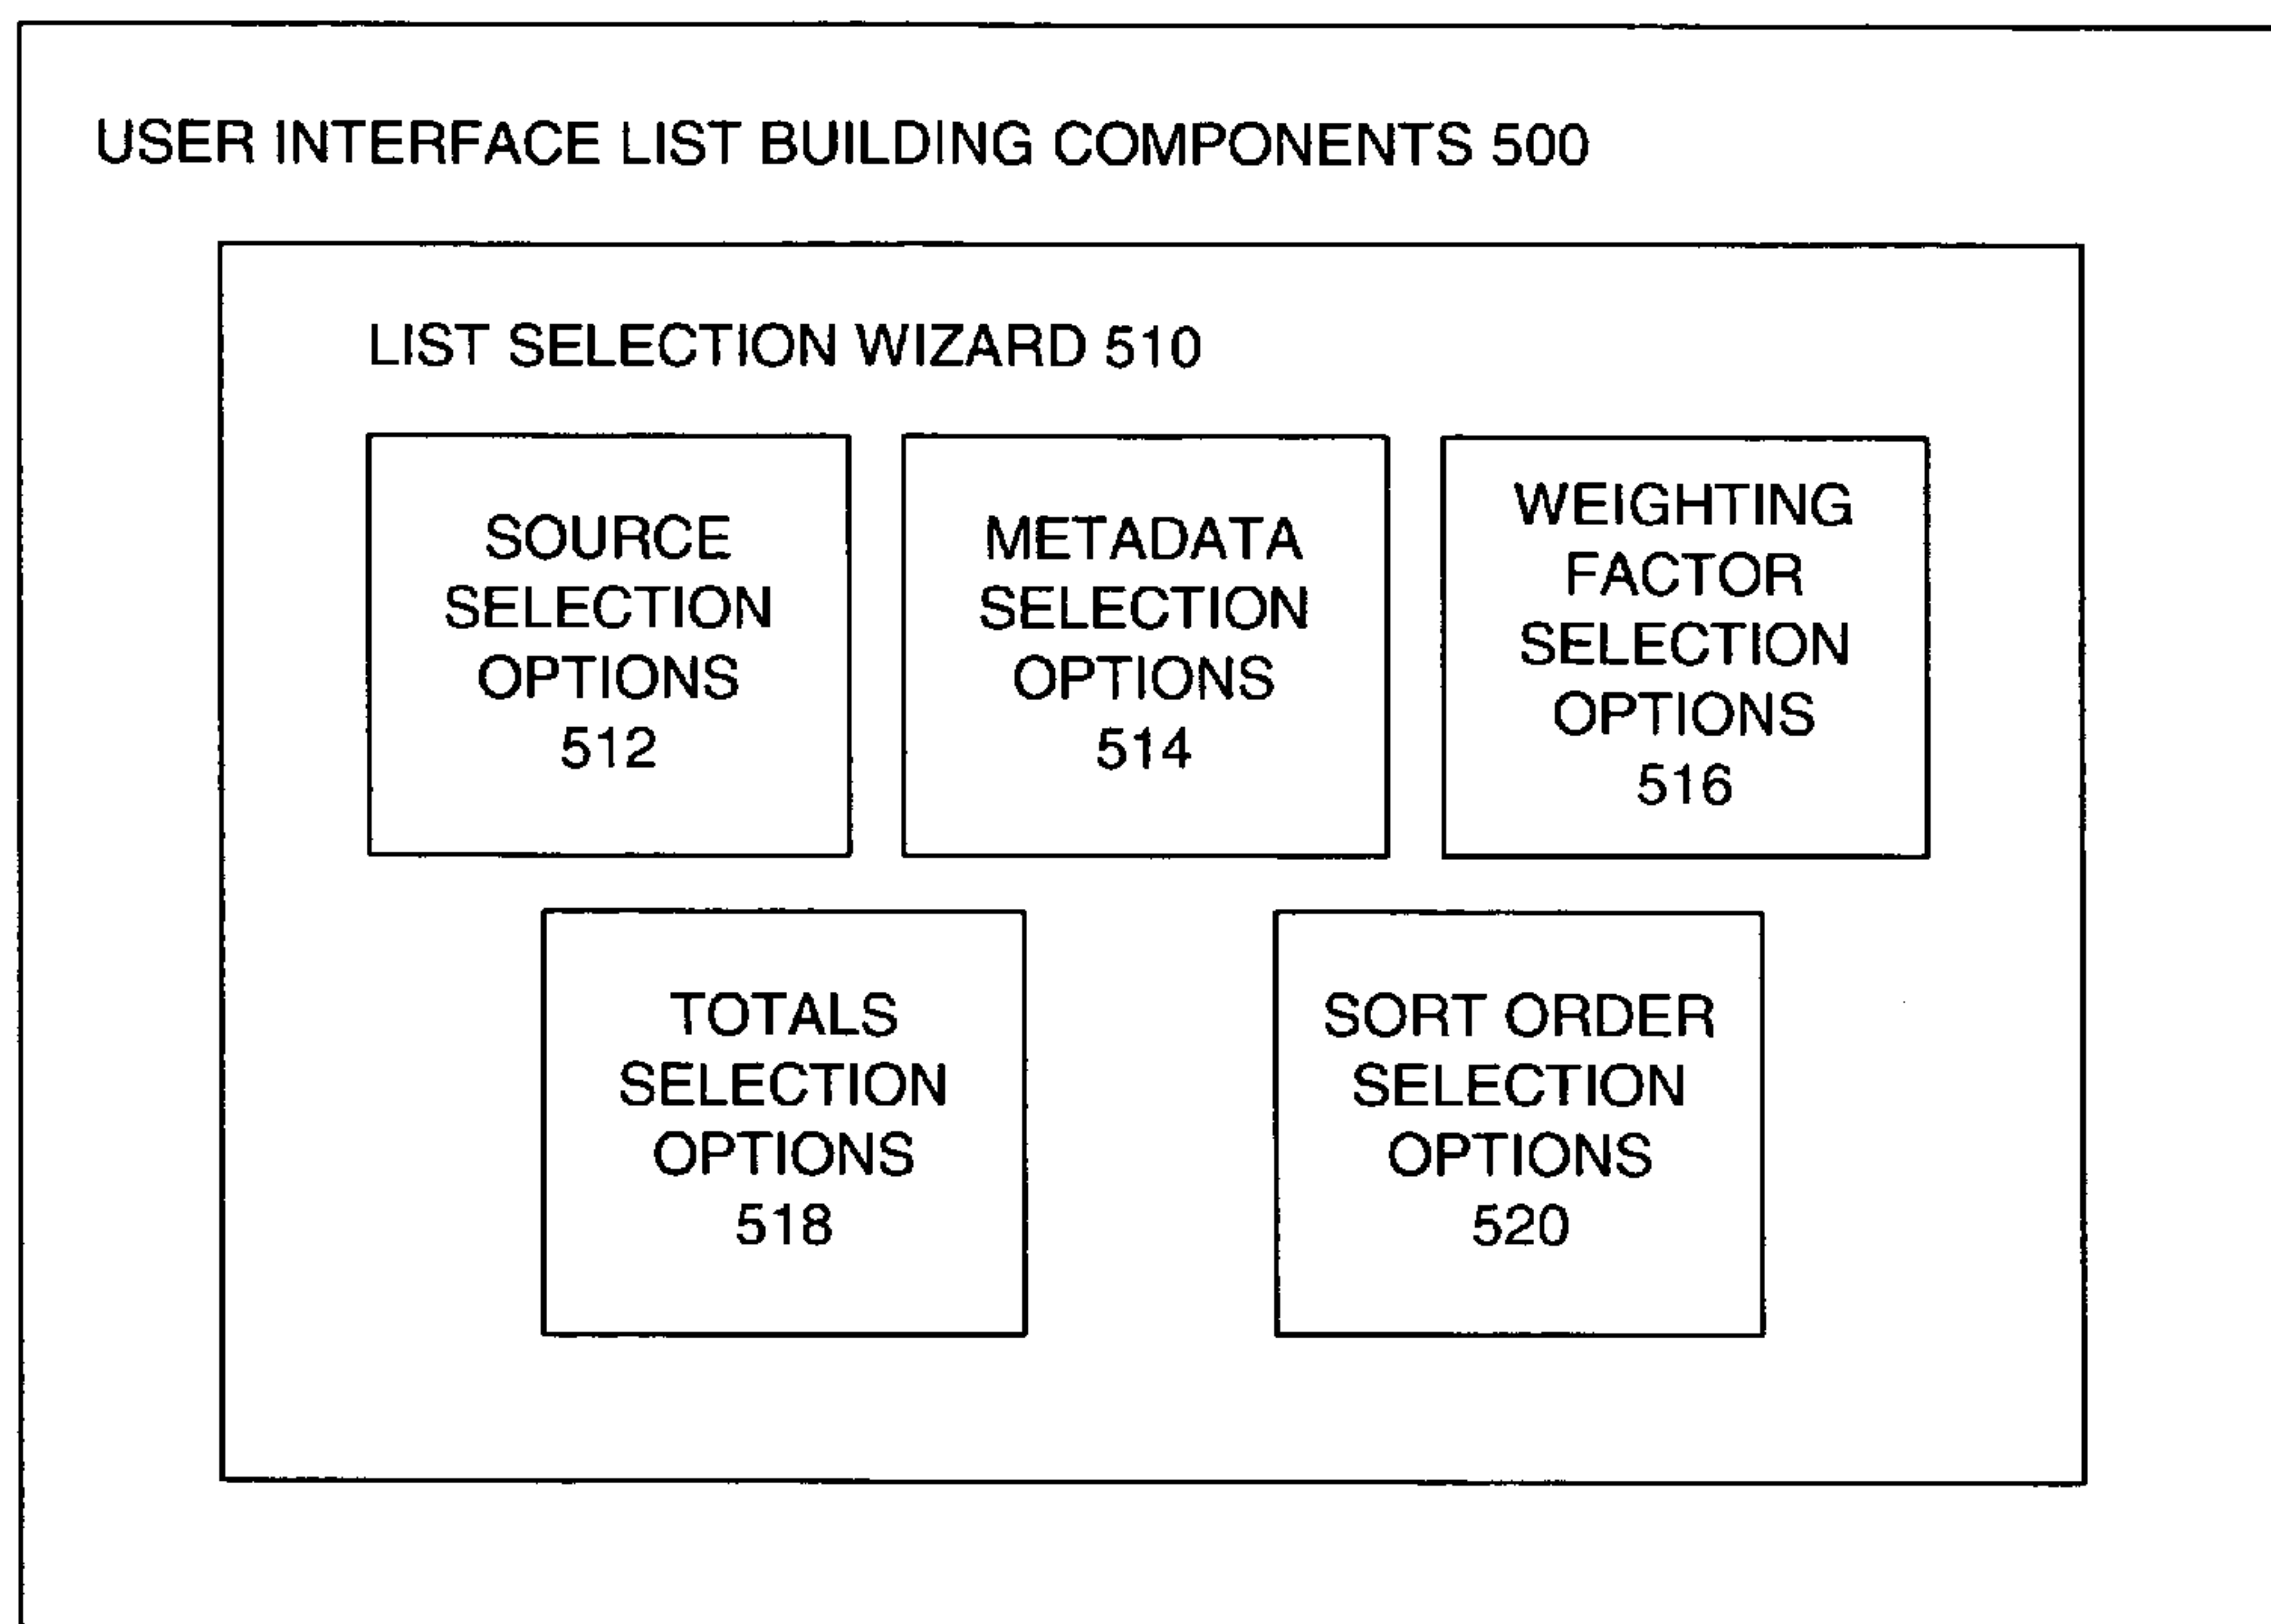 USER INTERFACE LIST BUILDING COMPONENTS 500
LIST SELECTION WIZARD 510
SOURCE
SELECTION
OPTIONS
512
METADATA
SELECTION
OPTIONS
514
WEIGHTING
FACTOR
SELECTION
OPTIONS
516
TOTALS
SELECTION
OPTIONS
518
SORT ORDER
SELECTION
OPTIONS
520